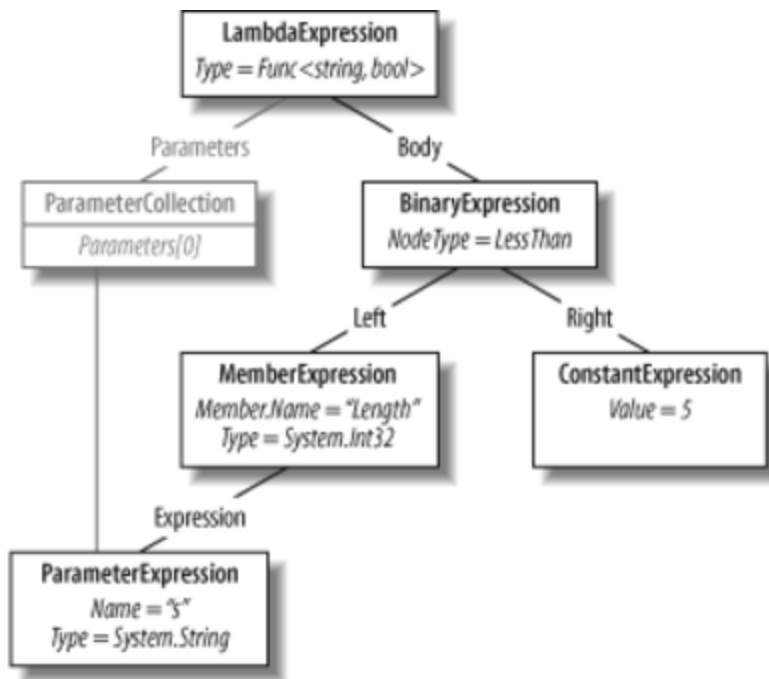 LambdaExpression
Type = Func<string, bool>
Parameters
Body
ParameterCollection
Parameters[0]
BinaryExpression
NodeType = LessThan
Left
Right
MemberExpression
Member.Name = “Length”
Type = System.Int32
ConstantExpression
Value = 5
Expression
ParameterExpression
Name = “s”
Type = System.String